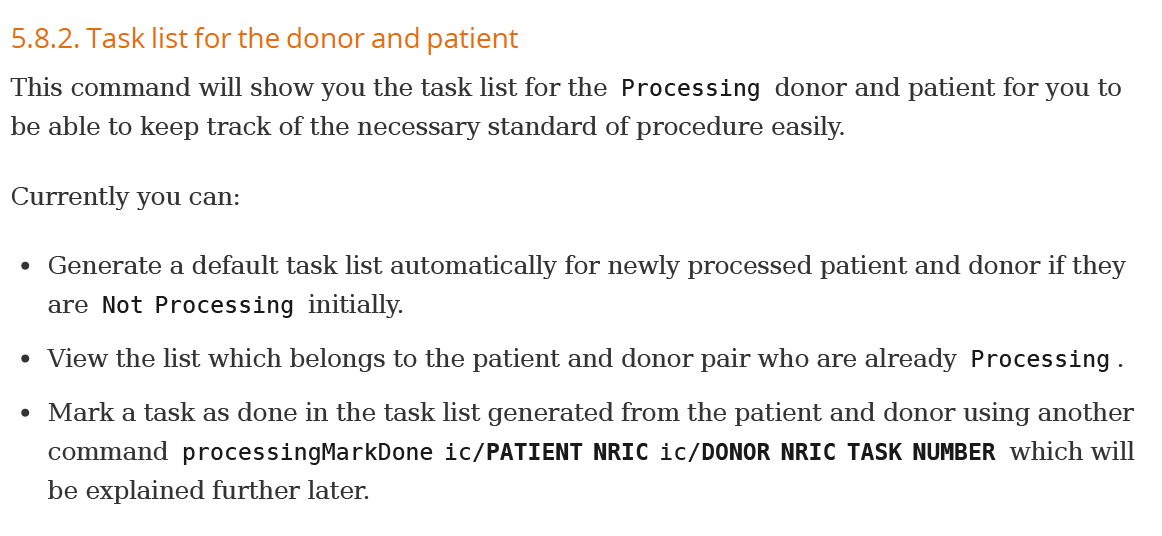 5.8.2. Task list for the donor and patient
This command will show you the task list for the Processing donor and patient for you to
be able to keep track of the necessary standard of procedure easily.
Currently you can:
• Generate a default task list automatically for newly processed patient and donor if they
are Not Processing initially.
• View the list which belongs to the patient and donor pair who are already Processing.
• Mark a task as done in the task list generated from the patient and donor using another
command processingMarkDone ic/PATIENT NRIC ic/DONOR NRIC TASK NUMBER which will
be explained further later.